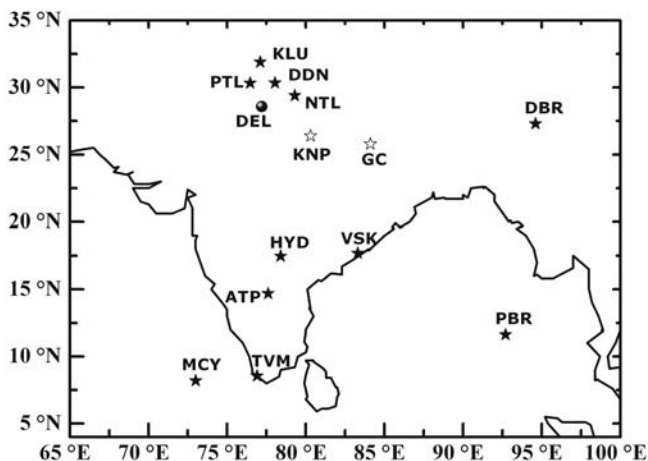 35 °N
KLU
PTL
DDN
30 °N
NTL
DEL
DBR
KNP
GC
25 °N
20 °N
HYD
VSK
15 °N
ATP
PBR
10 °N
MCY
TVM
5 °N
65 °E 70 °E 75 °E 80 °E 85 °E 90 °E 95 °E 100 °E